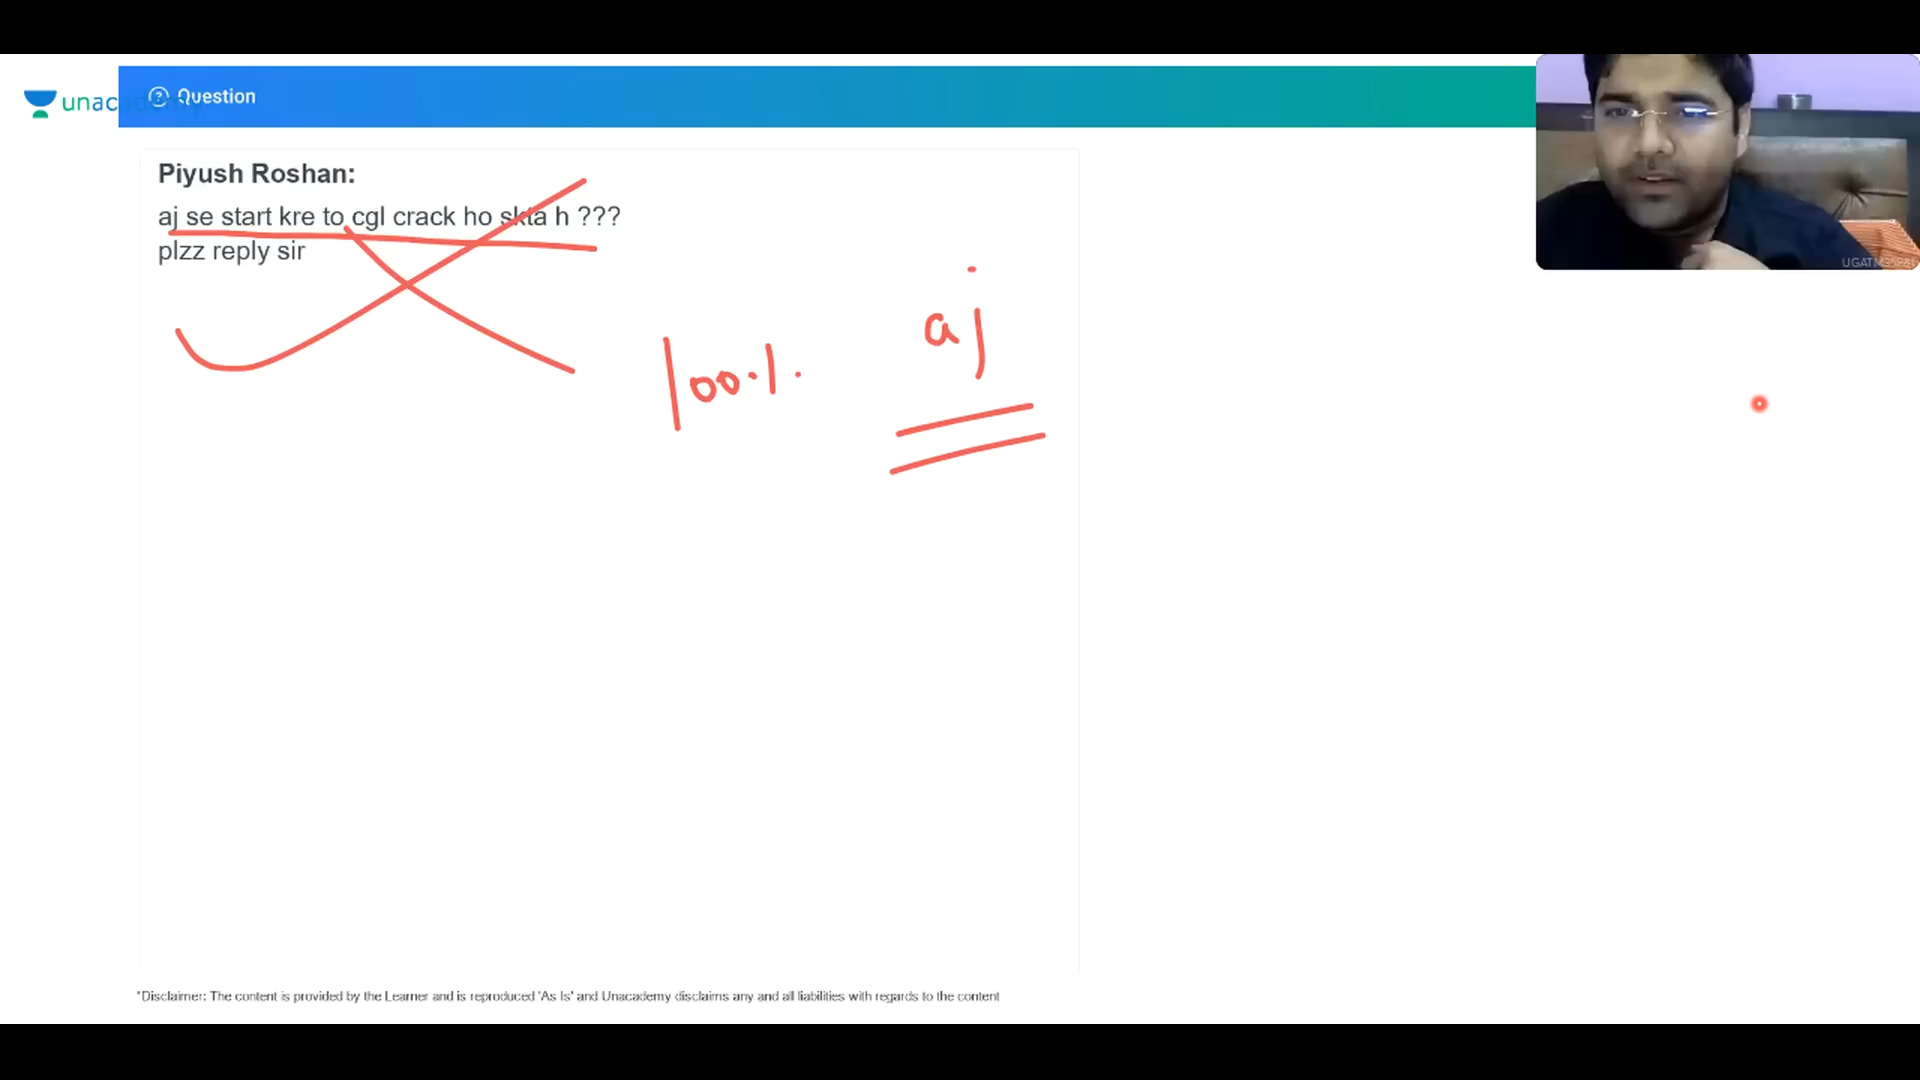 unacademy
? Question
Piyush Roshan:
aj se start kre to cgl crack ho skta h ???
plzz reply sir
100%
aj
*Disclaimer: The content is provided by the Learner and is reproduced 'As Is' and Unacademy disclaims any and all liabilities with regards to the content